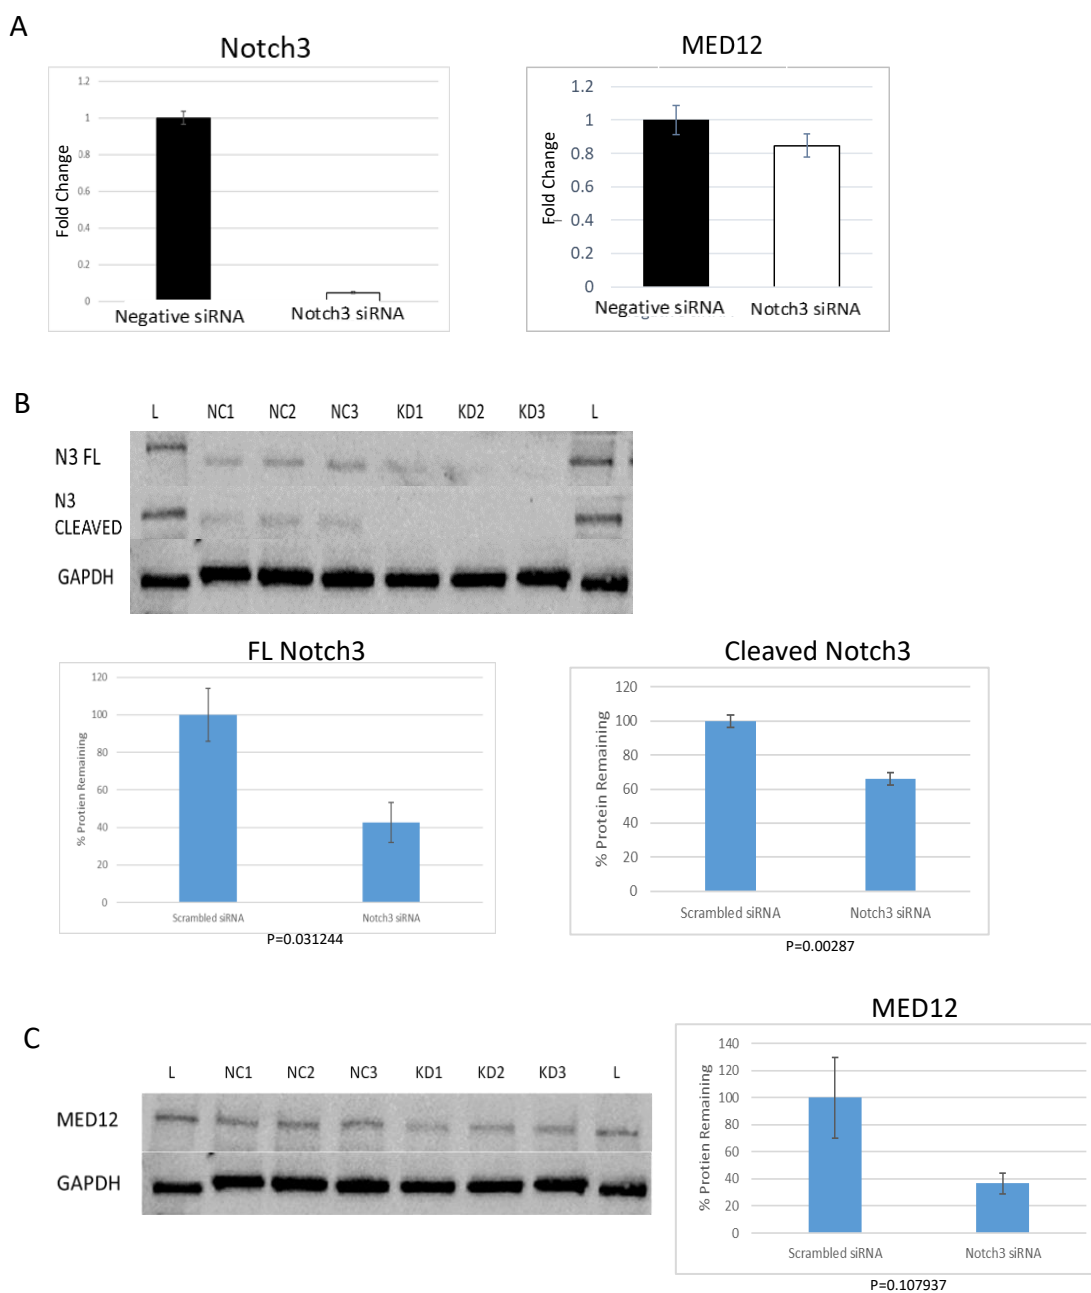 A
Notch3
MED12
Fold Change
1.2
1
0.8
0.6
0.4
0.2
0
Negative siRNA
Notch3 siRNA
Fold Change
1.2
1
0.8
0.6
0.4
0.2
0
Negative siRNA
Notch3 siRNA
B
L NC1 NC2 NC3 KD1 KD2 KD3 L
N3 FL
N3
CLEAVED
GAPDH
FL Notch3
% Protien Remaining
120
100
80
60
40
20
0
Scrambled siRNA
Notch3 siRNA
P=0.031244
Cleaved Notch3
% Protein Remaining
120
100
80
60
40
20
0
Scrambled siRNA
Notch3 siRNA
P=0.00287
C
L NC1 NC2 NC3 KD1 KD2 KD3 L
MED12
GAPDH
MED12
% Protien Remaining
140
120
100
80
60
40
20
0
Scrambled siRNA
Notch3 siRNA
P=0.107937